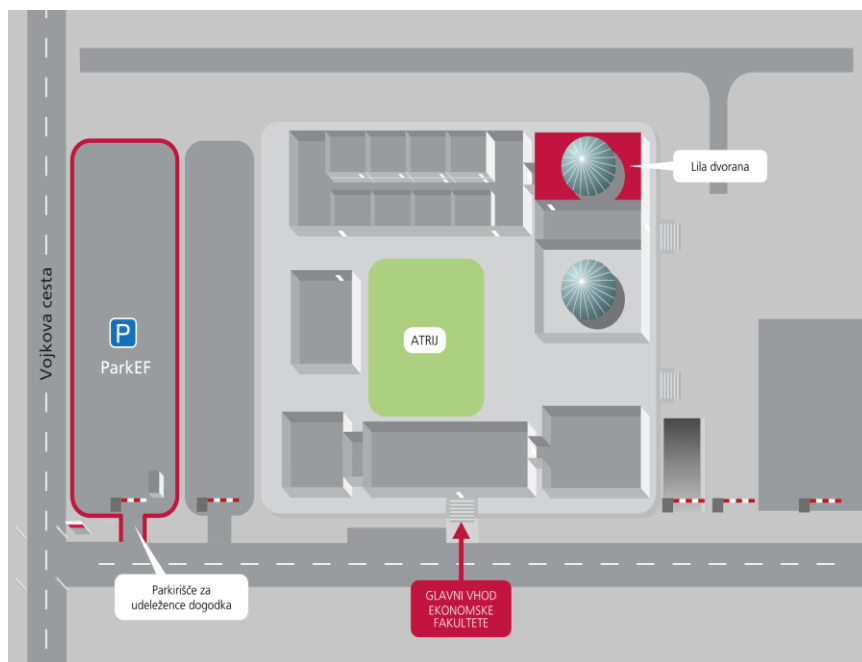 Lila dvorana
Vojkova cesta
P
ParkEF
ATRIJ
Parkirišče za
udeležence dogodka
GLAVNI VHOD
EKONOMSKE
FAKULTETE